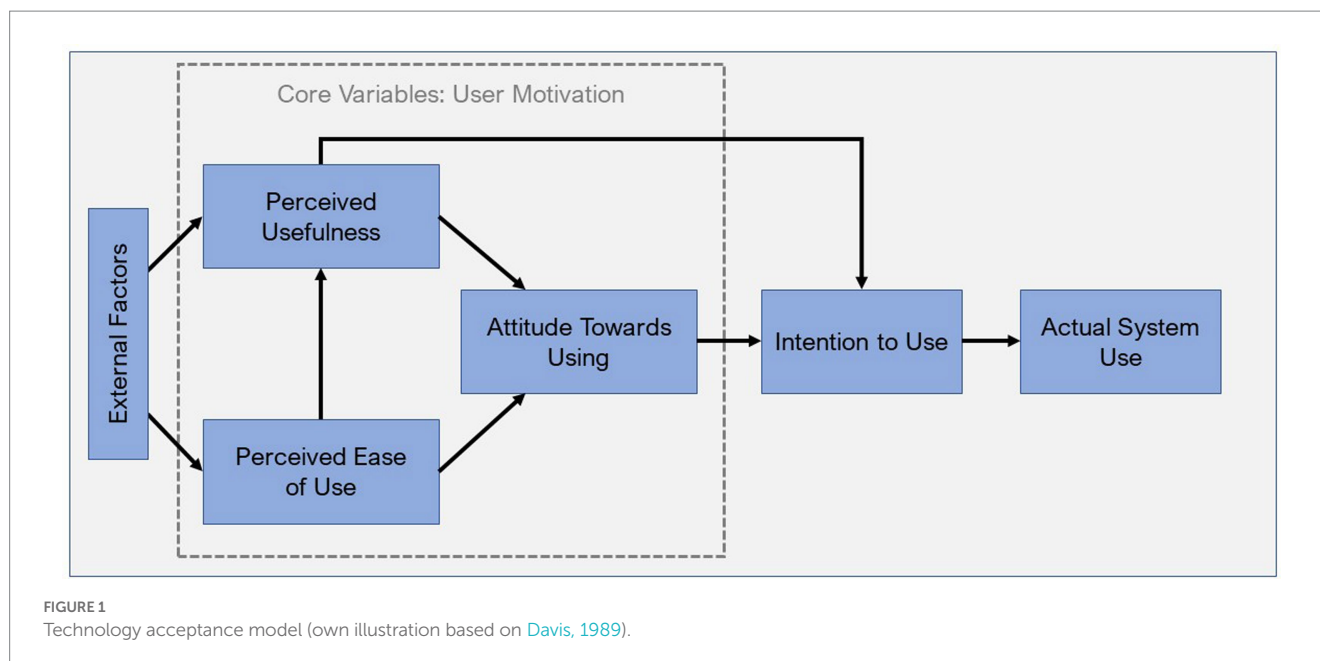 Core Variables: User Motivation
External Factors
Perceived
Usefulness
Perceived Ease
of Use
Attitude Towards
Using
Intention to Use
Actual System
Use
FIGURE 1
Technology acceptance model (own illustration based on Davis, 1989).